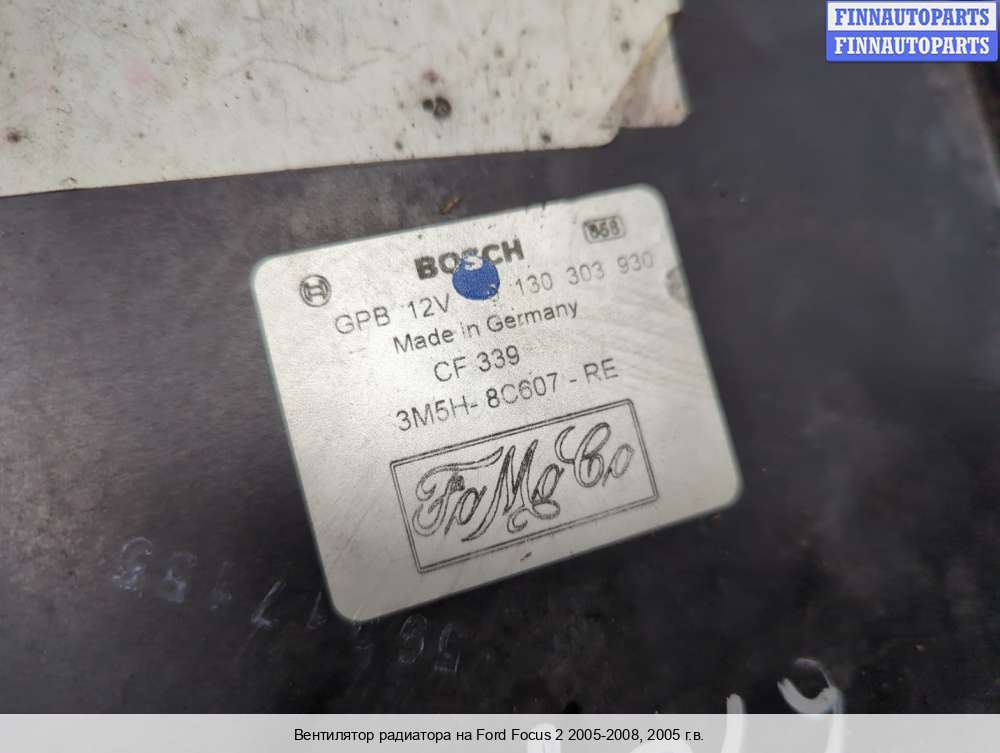 FINNAUTOPARTS
FINNAUTOPARTS
BOSCH
GPB 12V 130 303 930
Made in Germany
CF 339
3M5H- 8C607 - RE
FoMoCo
Вентилятор радиатора на Ford Focus 2 2005-2008, 2005 г.в.